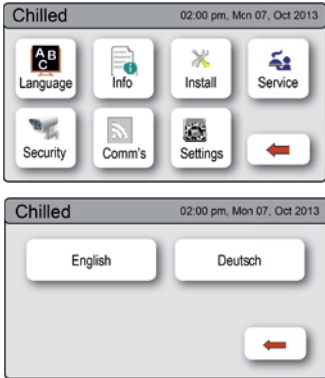 Chilled 02:00 pm, Mon 07, Oct 2013
A B
C
Language Info Install Service
Security Comm's Settings
Chilled 02:00 pm, Mon 07, Oct 2013
English Deutsch